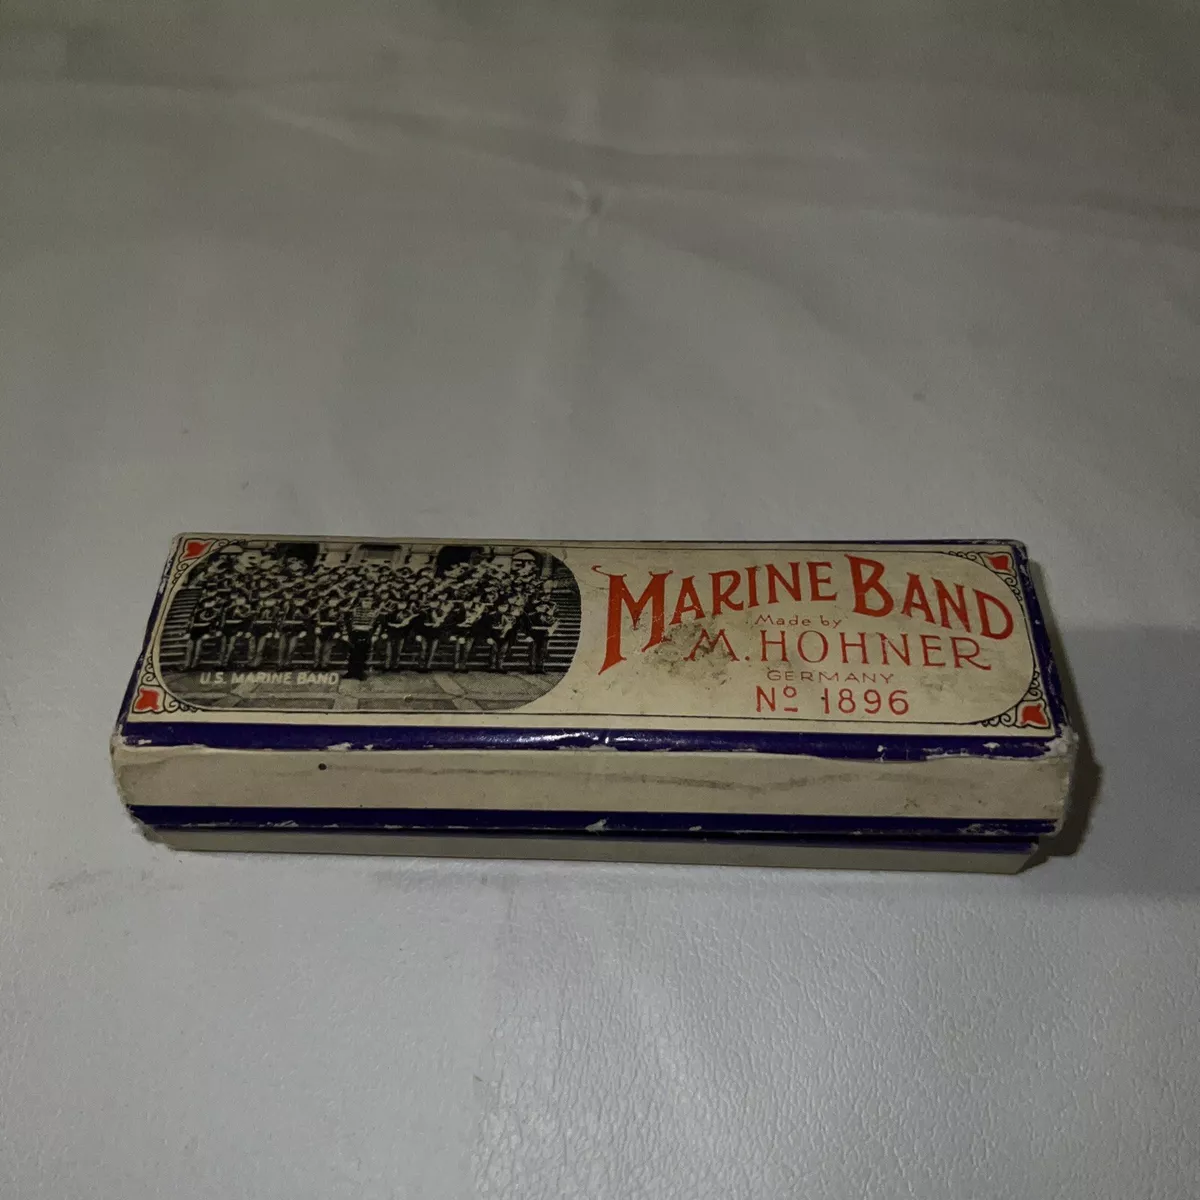 U.S. MARINE BAND
MARINE BAND
Made by
M. HOHNER
GERMANY
Nº 1896